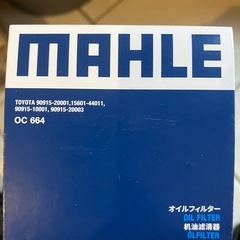 MAHLE
TOYOTA 90915-20001,15601-44011,
90915-10001, 90915-20003
OC 664
オイルフィルター
OIL FILTER
机油滤清器
ÖLFILTER